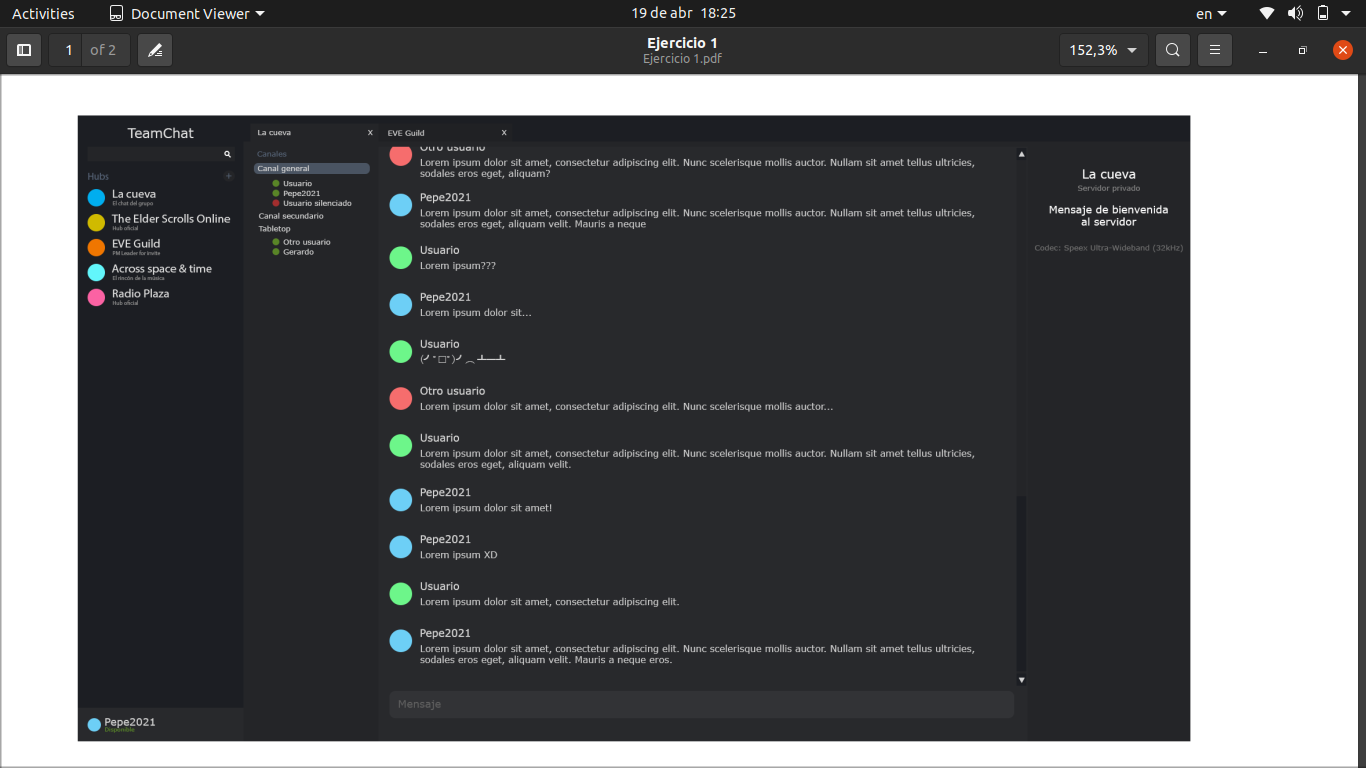 Activities
Document Viewer
19 de abr 18:25
en
1 of 2
Ejercicio 1
Ejercicio 1.pdf
152,3%
TeamChat
Hubs
+
La cueva
El chat del grupo
The Elder Scrolls Online
Hub oficial
EVE Guild
PM Leader for invite
Across space & time
El rincón de la música
Radio Plaza
Hub oficial
Pepe2021
Disponible
La cueva X
EVE Guild X
Canales
Canal general
Usuario
Pepe2021
Usuario silenciado
Canal secundario
Tabletop
Otro usuario
Gerardo
Otro usuario
Lorem ipsum dolor sit amet, consectetur adipiscing elit. Nunc scelerisque mollis auctor. Nullam sit amet tellus ultricies,
sodales eros eget, aliquam?
Pepe2021
Lorem ipsum dolor sit amet, consectetur adipiscing elit. Nunc scelerisque mollis auctor. Nullam sit amet tellus ultricies,
sodales eros eget, aliquam velit. Mauris a neque
Usuario
Lorem ipsum???
Pepe2021
Lorem ipsum dolor sit...
Usuario
(╯°□°)╯︵ ┻━┻
Otro usuario
Lorem ipsum dolor sit amet, consectetur adipiscing elit. Nunc scelerisque mollis auctor...
Usuario
Lorem ipsum dolor sit amet, consectetur adipiscing elit. Nunc scelerisque mollis auctor. Nullam sit amet tellus ultricies,
sodales eros eget, aliquam velit.
Pepe2021
Lorem ipsum dolor sit amet!
Pepe2021
Lorem ipsum XD
Usuario
Lorem ipsum dolor sit amet, consectetur adipiscing elit.
Pepe2021
Lorem ipsum dolor sit amet, consectetur adipiscing elit. Nunc scelerisque mollis auctor. Nullam sit amet tellus ultricies,
sodales eros eget, aliquam velit. Mauris a neque eros.
Mensaje
La cueva
Servidor privado
Mensaje de bienvenida
al servidor
Codec: Speex Ultra-Wideband (32kHz)